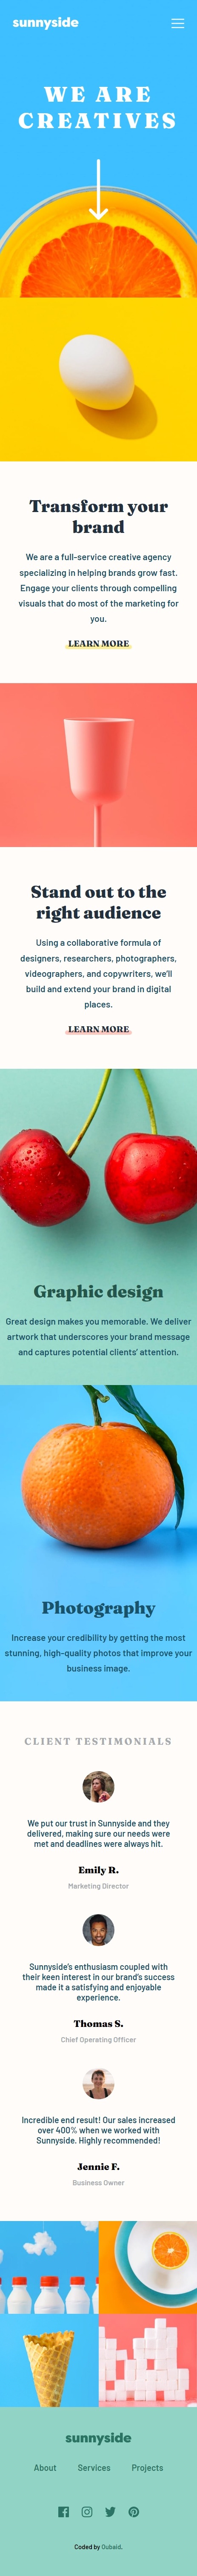 sunnyside
WE ARE
CREATIVES
Transform your
brand
We are a full-service creative agency
specializing in helping brands grow fast.
Engage your clients through compelling
visuals that do most of the marketing for
you.
LEARN MORE
Stand out to the
right audience
Using a collaborative formula of
designers, researchers, photographers,
videographers, and copywriters, we'll
build and extend your brand in digital
places.
LEARN MORE
Graphic design
Great design makes you memorable. We deliver
artwork that underscores your brand message
and captures potential clients' attention.
Photography
Increase your credibility by getting the most
stunning, high-quality photos that improve your
business image.
CLIENT TESTIMONIALS
We put our trust in Sunnyside and they
delivered, making sure our needs were
met and deadlines were always hit.
Emily R.
Marketing Director
Sunnyside's enthusiasm coupled with
their keen interest in our brand's success
made it a satisfying and enjoyable
experience.
Thomas S.
Chief Operating Officer
Incredible end result! Our sales increased
over 400% when we worked with
Sunnyside. Highly recommended!
Jennie F.
Business Owner
sunnyside
About Services Projects
Coded by Oubaid.